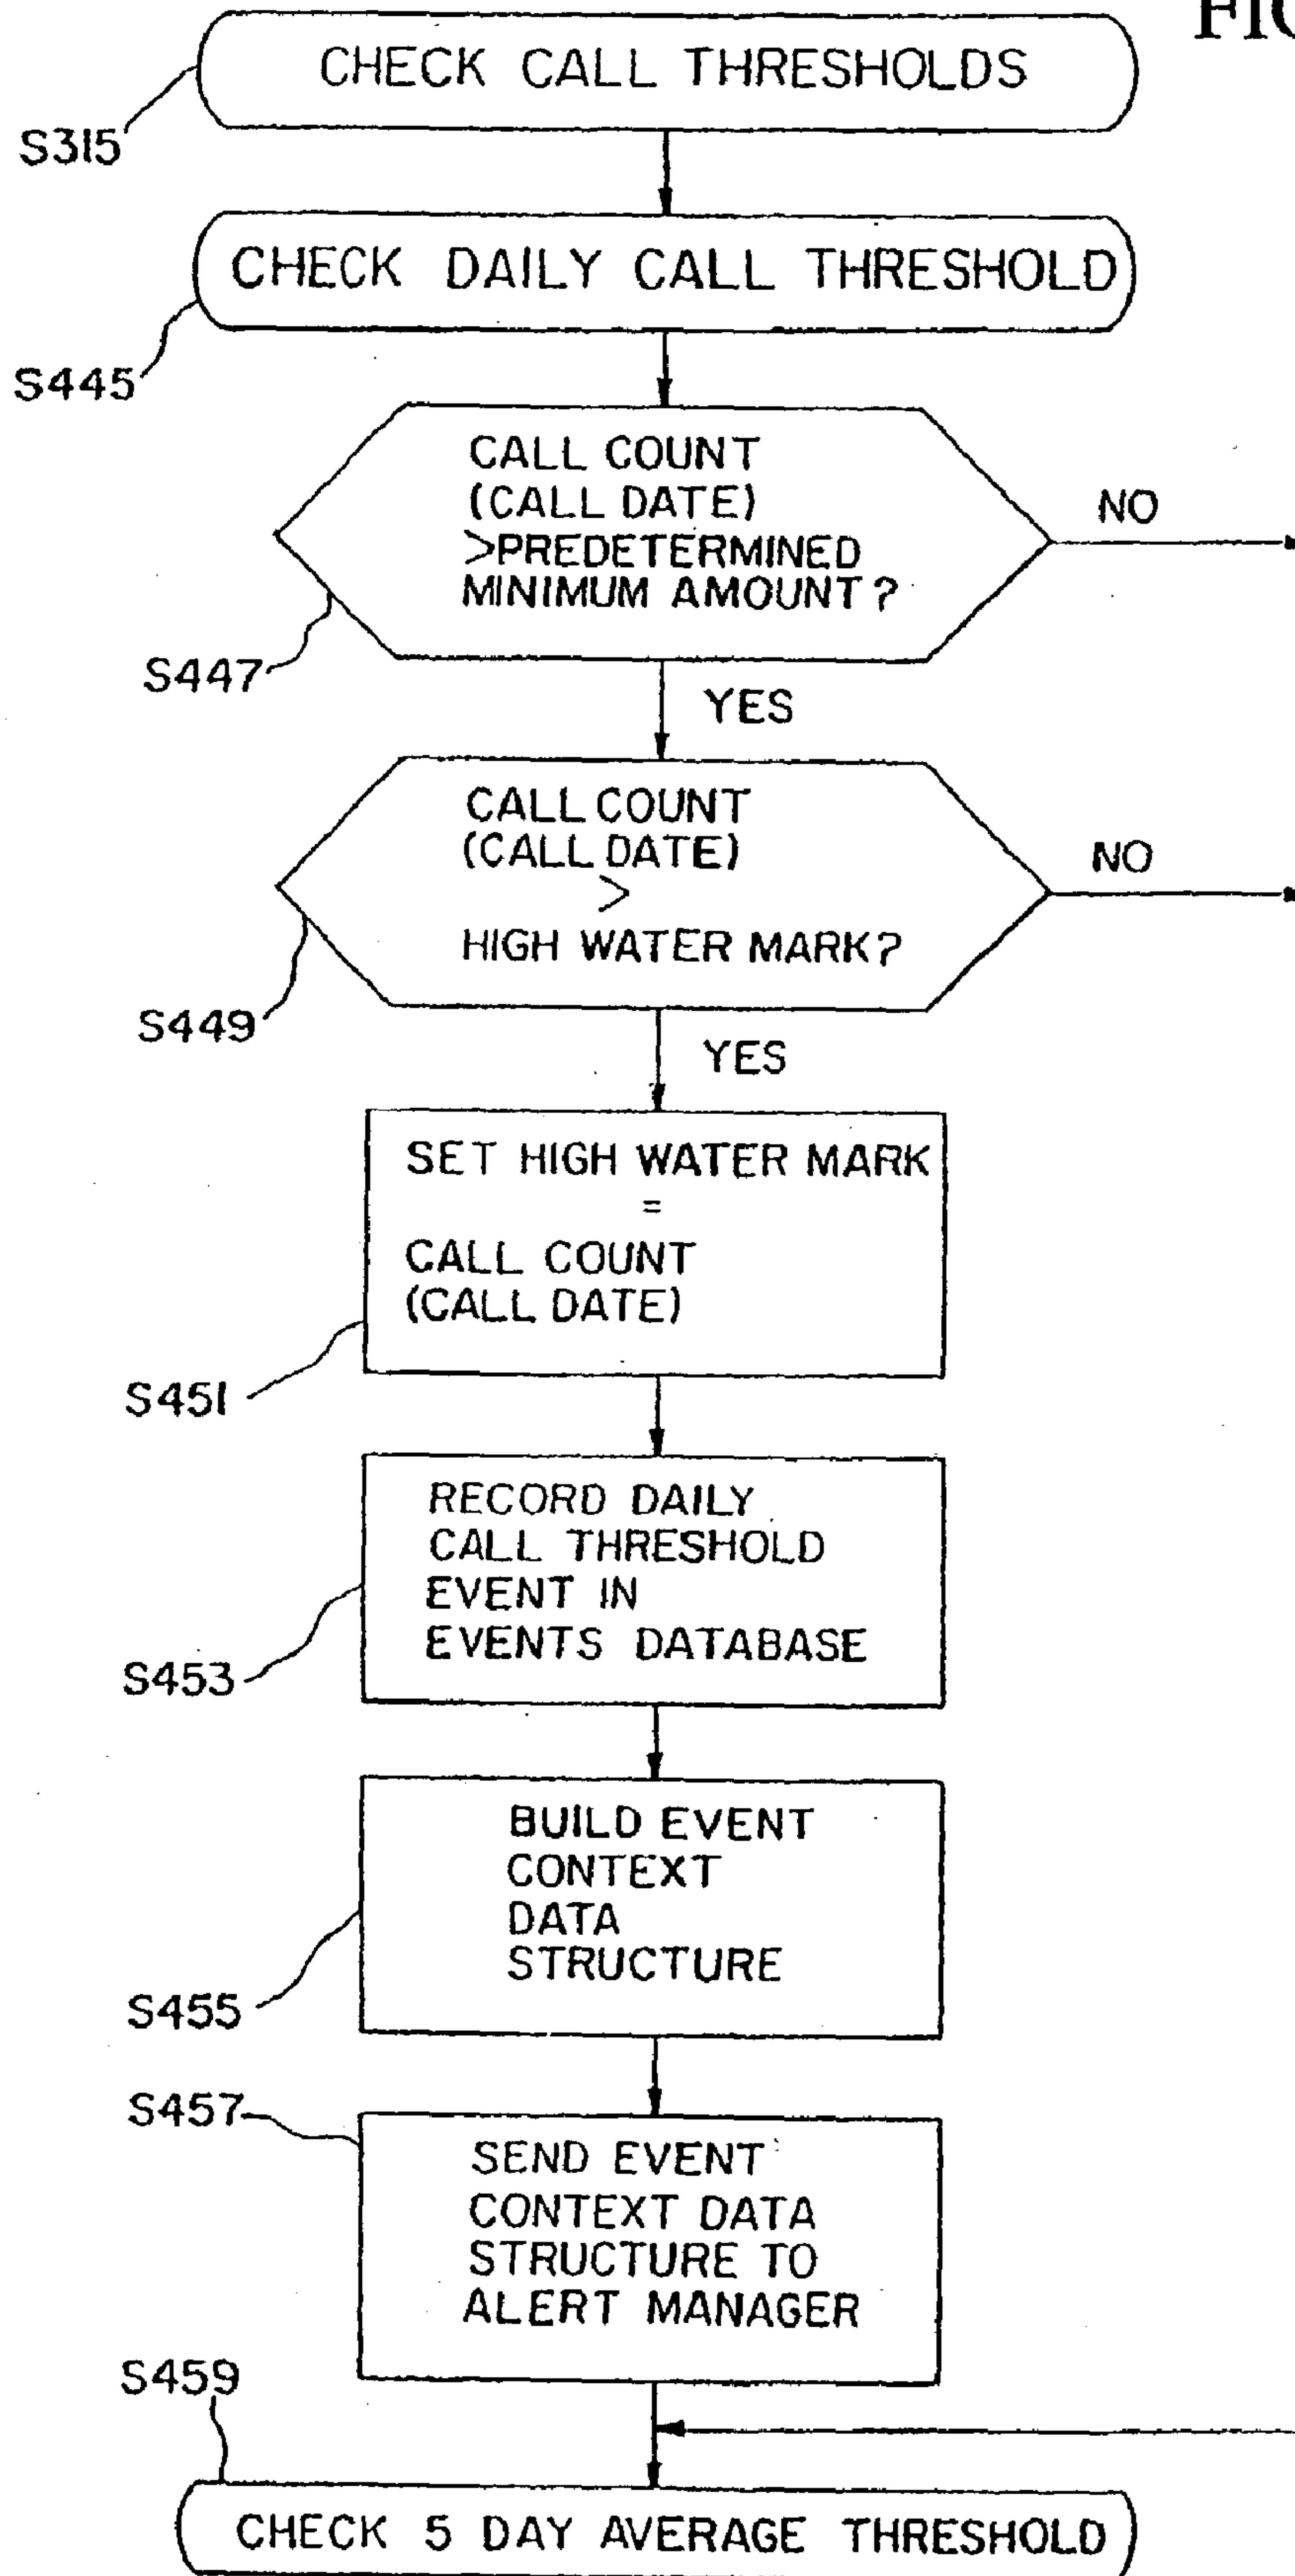 FIG
CHECK CALL THRESHOLDS
S315
CHECK DAILY CALL THRESHOLD
S445
CALL COUNT
(CALL DATE)
>PREDETERMINED
MINIMUM AMOUNT?
NO
S447
YES
CALL COUNT
(CALL DATE)
>
HIGH WATER MARK?
NO
S449
YES
SET HIGH WATER MARK
=
CALL COUNT
(CALL DATE)
S451
RECORD DAILY
CALL THRESHOLD
EVENT IN
EVENTS DATABASE
S453
BUILD EVENT
CONTEXT
DATA
STRUCTURE
S455
S457
SEND EVENT
CONTEXT DATA
STRUCTURE TO
ALERT MANAGER
S459
CHECK 5 DAY AVERAGE THRESHOLD